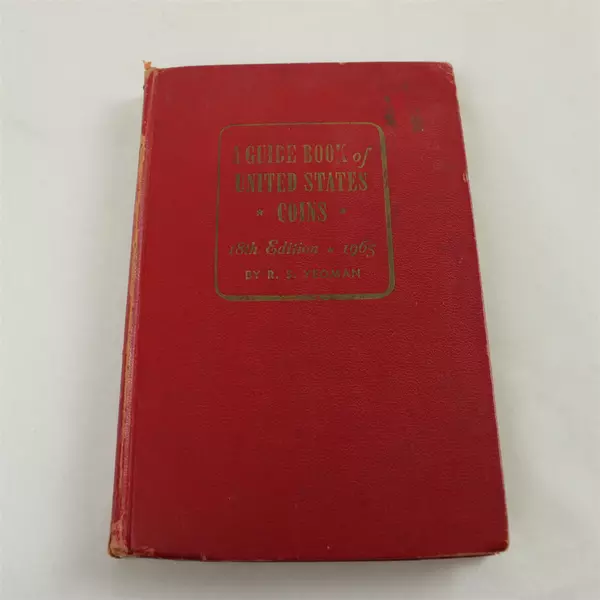 A GUIDE BOOK of
UNITED STATES
* COINS *
18th Edition * 1965
BY R. S. YEOMAN